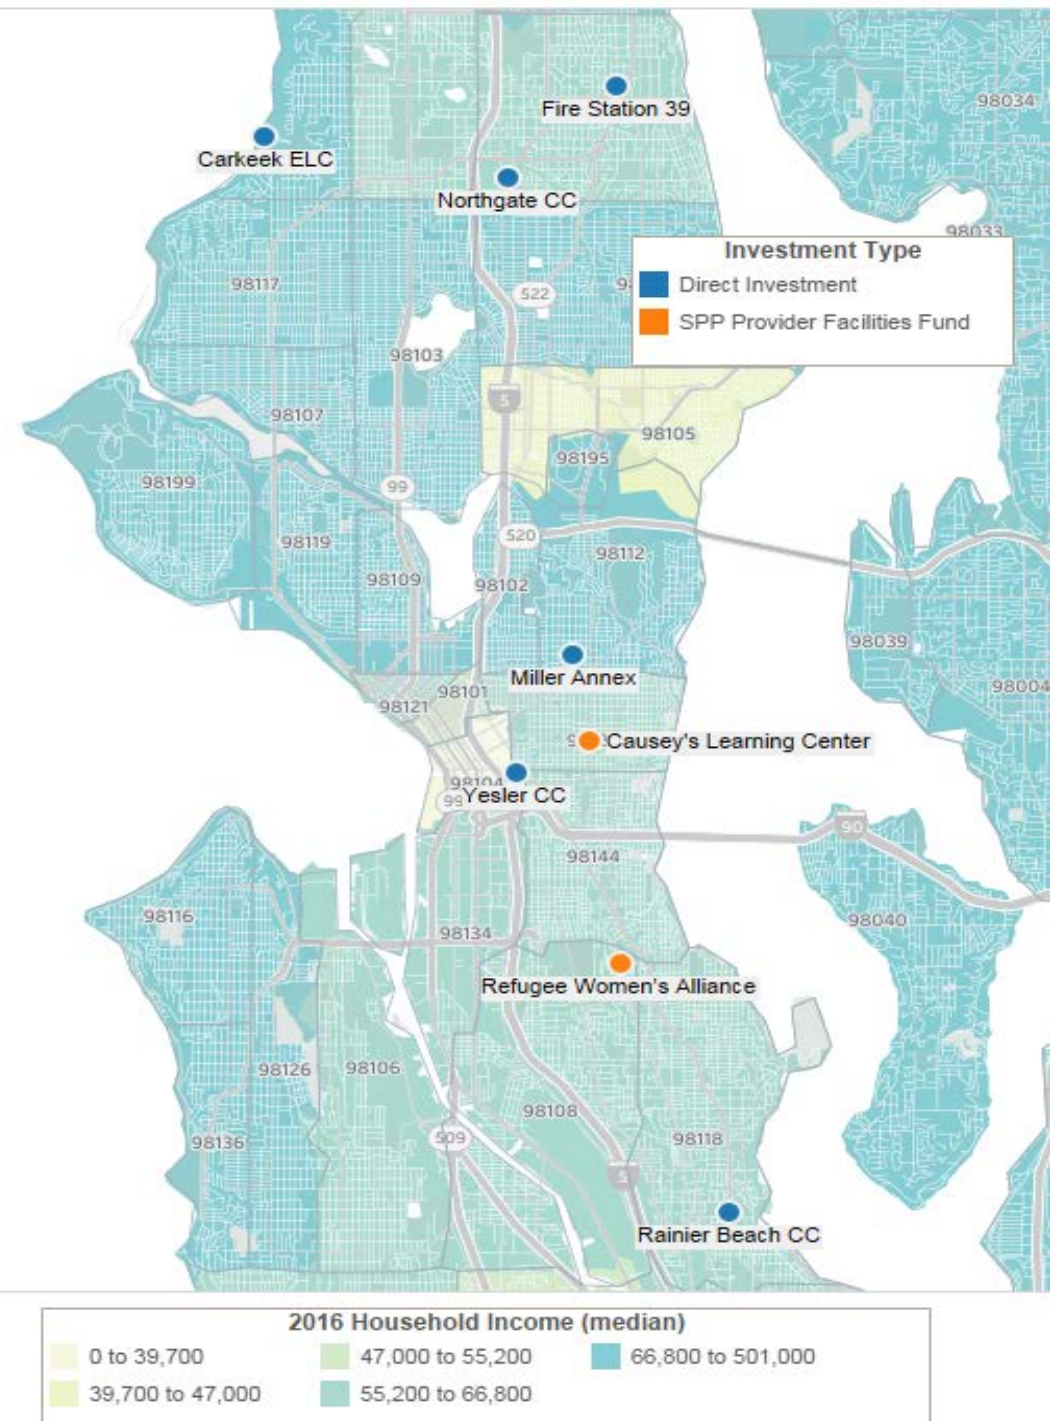 Fire Station 39
98034
Carkeek ELC
Northgate CC
98033
Investment Type
Direct Investment
SPP Provider Facilities Fund
98117
522
98103
5
98107
98105
98195
98199
99
520
98119
98112
98109
98102
98039
Miller Annex
98101
98004
98121
Causey's Learning Center
98104
Yesler CC
99
90
98144
98116
98040
98134
Refugee Women's Alliance
98126
98106
98108
98136
509
98118
5
Rainier Beach CC
2016 Household Income (median)
0 to 39,700
47,000 to 55,200
66,800 to 501,000
39,700 to 47,000
55,200 to 66,800